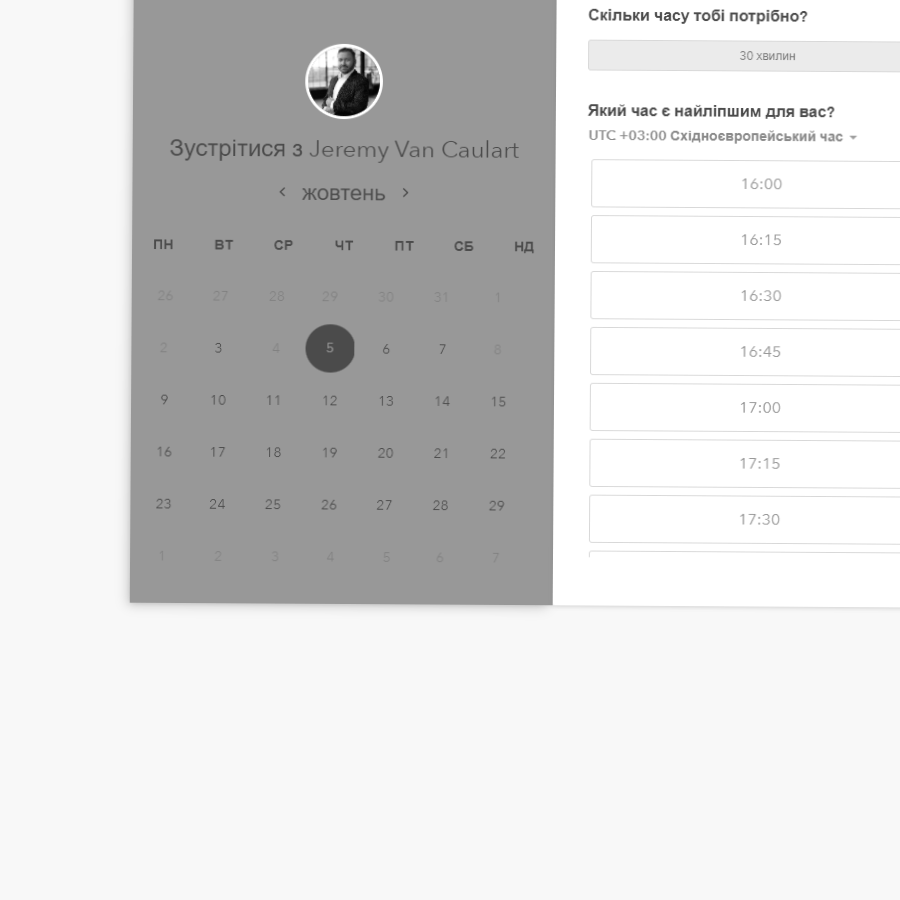 Зустрітися з Jeremy Van Caulart
‹ жовтень ›
ПН ВТ СР ЧТ ПТ СБ НД
26 27 28 29 30 31 1
2 3 4 5 6 7 8
9 10 11 12 13 14 15
16 17 18 19 20 21 22
23 24 25 26 27 28 29
1 2 3 4 5 6 7
Скільки часу тобі потрібно?
30 хвилин
Який час є найліпшим для вас?
UTC +03:00 Східноєвропейський час
16:00
16:15
16:30
16:45
17:00
17:15
17:30